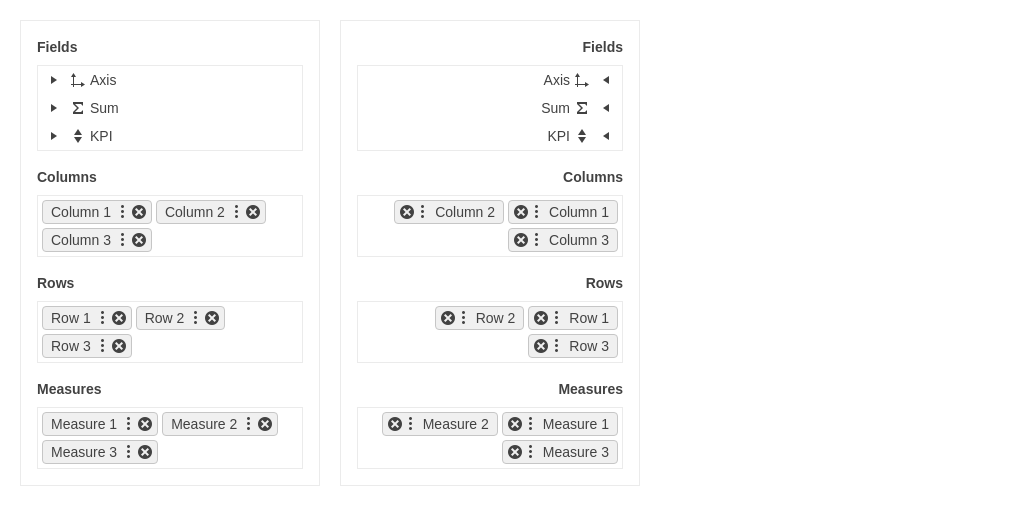 Fields
Axis
Sum
KPI
Columns
Column 1 Column 2
Column 3
Rows
Row 1 Row 2
Row 3
Measures
Measure 1 Measure 2
Measure 3
Fields
Axis
Sum
KPI
Columns
Column 2 Column 1
Column 3
Rows
Row 2 Row 1
Row 3
Measures
Measure 2 Measure 1
Measure 3